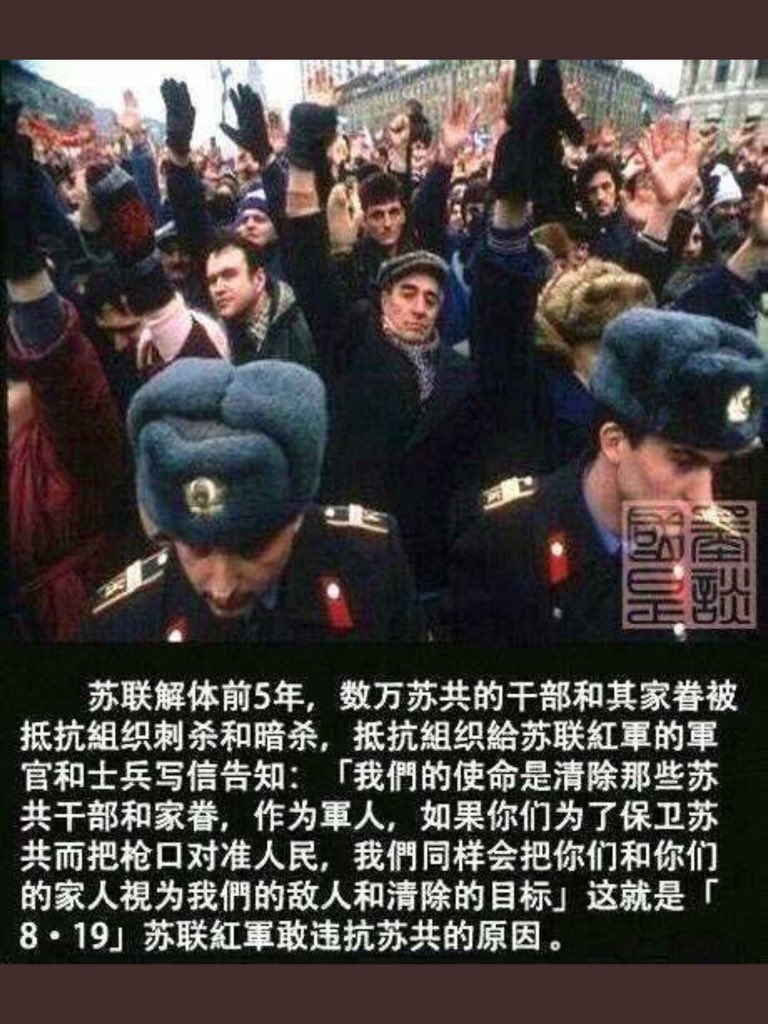 苏联解体前5年，数万苏共的干部和其家眷被
抵抗組织刺杀和暗杀，抵抗組织給苏联紅軍的軍
官和士兵写信告知：「我們的使命是清除那些苏
共干部和家眷，作为軍人，如果你们为了保卫苏
共而把枪口对准人民，我們同样会把你们和你们
的家人視为我們的敌人和清除的目标」这就是「
8·19」苏联紅軍敢违抗苏共的原因。